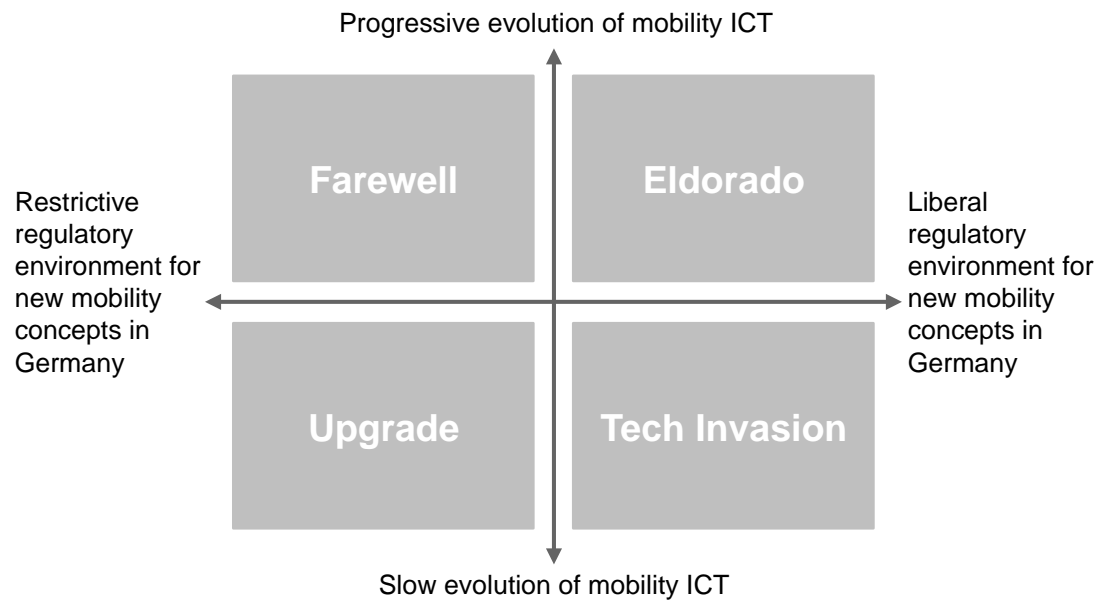 Progressive evolution of mobility ICT
Farewell
Eldorado
Restrictive
regulatory
environment for
new mobility
concepts in
Germany
Liberal
regulatory
environment for
new mobility
concepts in
Germany
Upgrade
Tech Invasion
Slow evolution of mobility ICT